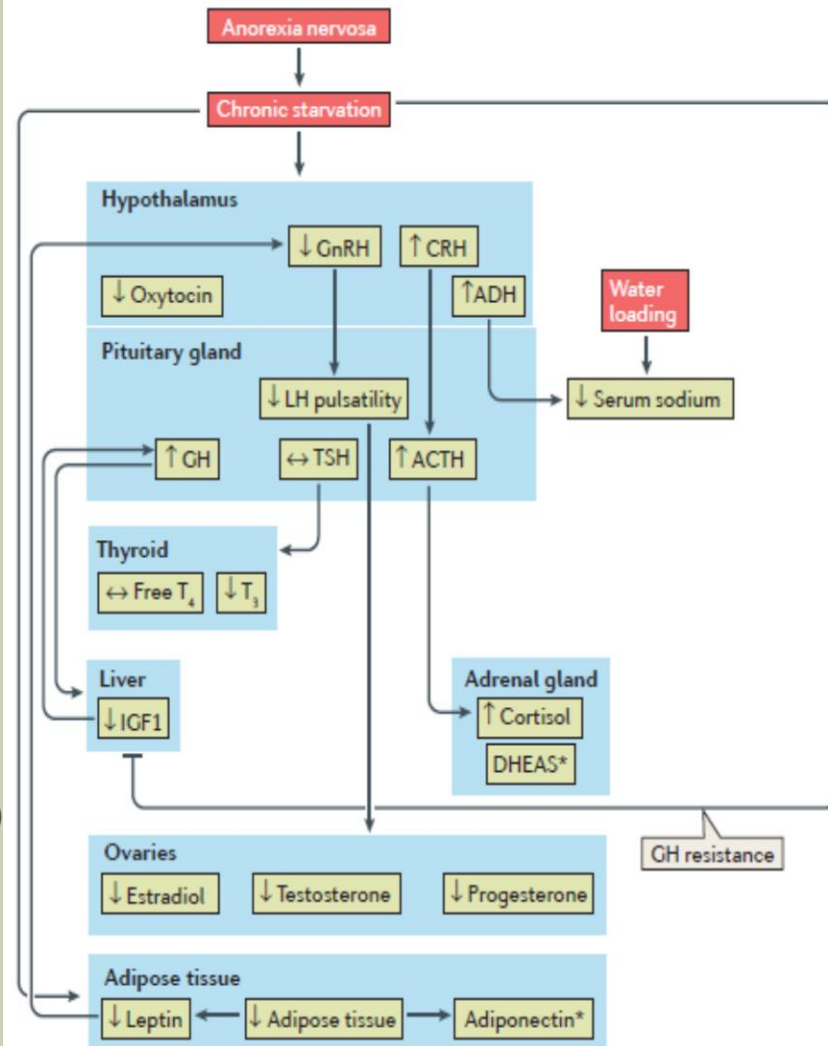 Anorexia nervosa
Chronic starvation
Hypothalamus
↓ GnRH
↑ CRH
↓ Oxytocin
↑ADH
Water
loading
Pituitary gland
↓ LH pulsatility
↓ Serum sodium
↑ GH
↔ TSH
↑ ACTH
Thyroid
↔ Free T₄
↓ T₃
Liver
↓ IGF1
Adrenal gland
↑ Cortisol
DHEAS*
GH resistance
Ovaries
↓ Estradiol
↓ Testosterone
↓ Progesterone
Adipose tissue
↓ Leptin
↓ Adipose tissue
Adiponectin*